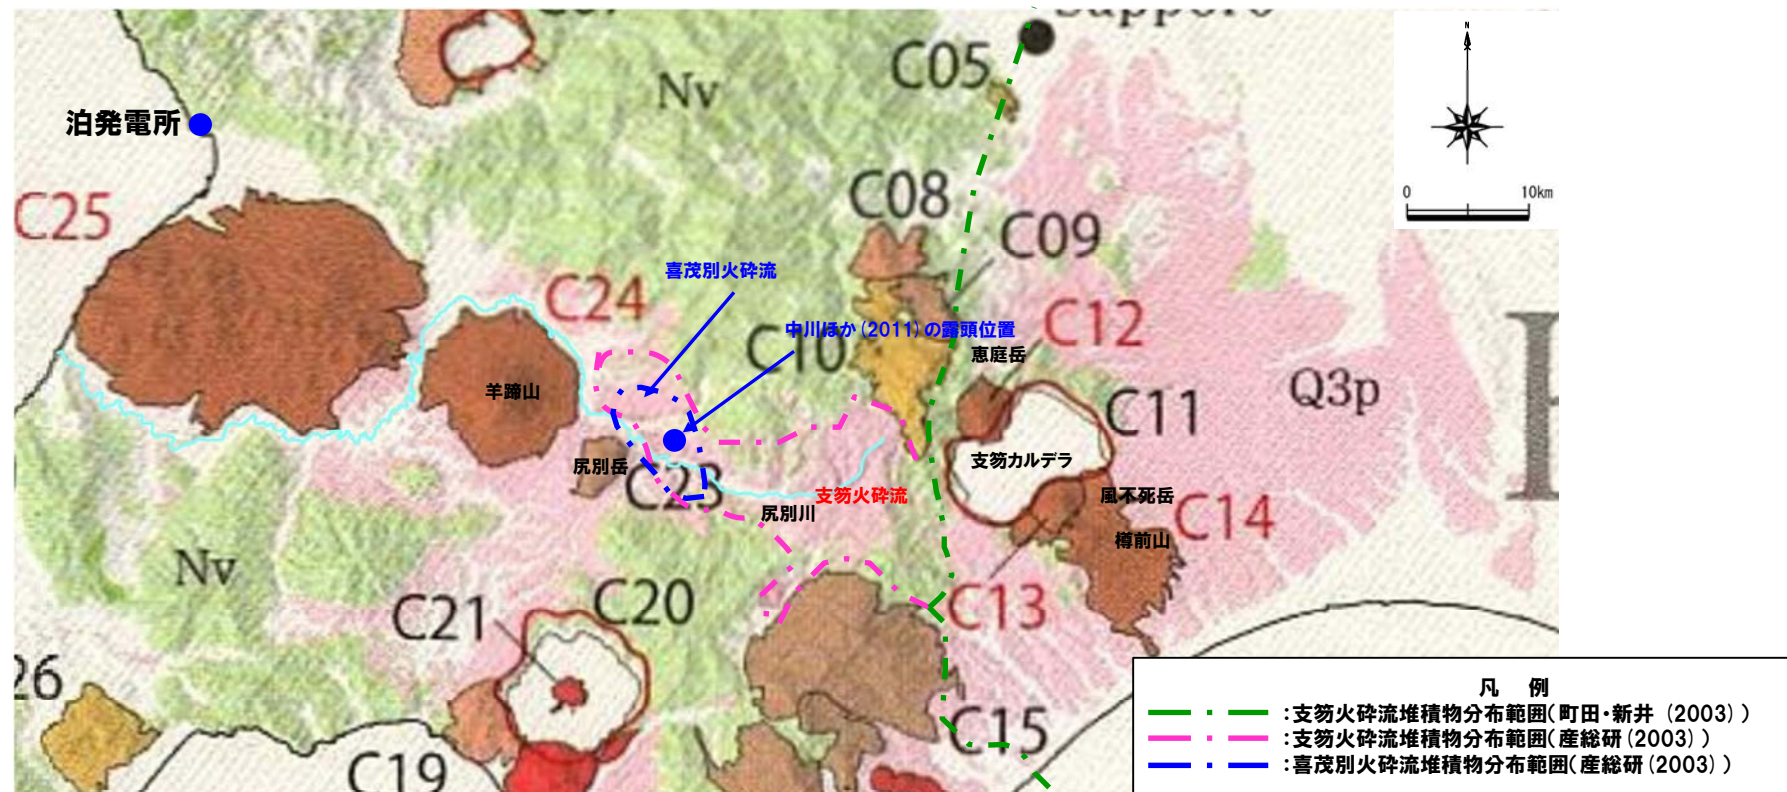 Sapporo
C07
N
C05
Nv
泊発電所
0 10km
C25
C08
C09
喜茂別火砕流
C24
中川ほか(2011)の露頭位置
C12
C10
恵庭岳
Q3p
羊蹄山
C11
支笏カルデラ
尻別岳
C23
支笏火砕流
風不死岳
尻別川
C14
樽前山
Nv
C20
C21
C13
26
C15
C19
凡 例
:支笏火砕流堆積物分布範囲(町田・新井 (2003))
:支笏火砕流堆積物分布範囲(産総研(2003))
:喜茂別火砕流堆積物分布範囲(産総研(2003))